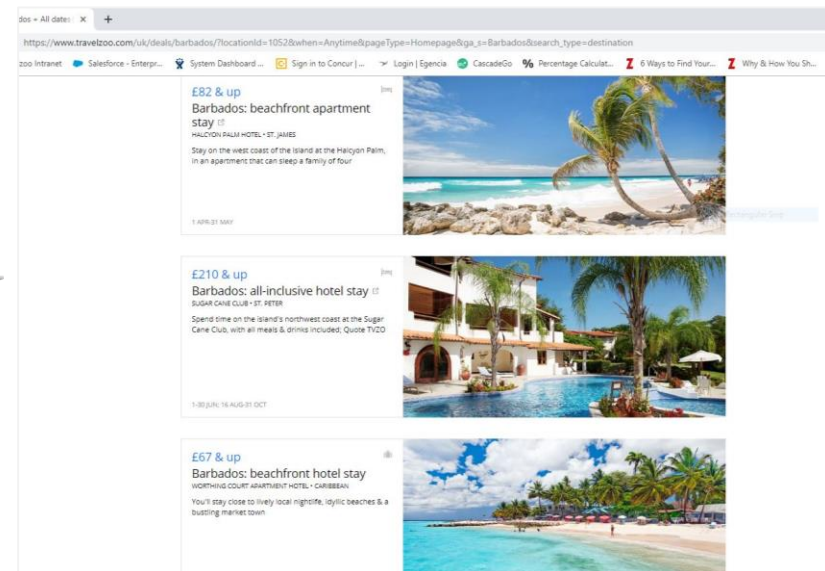 dos - All dates
https://www.travelzoo.com/uk/deals/barbados/?locationId=1052&when=Anytime&pageType=Homepage&ga_s=Barbados&search_type=destination
zoo Intranet Salesforce - Enterpr... System Dashboard ... Sign in to Concur | ... Login | Egencia CascadeGo % Percentage Calculat... Z 6 Ways to Find Your... Z Why & How You Sh...
£82 & up
Barbados: beachfront apartment
stay
HALCYON PALM HOTEL • ST. JAMES
Stay on the west coast of the island at the Halcyon Palm,
in an apartment that can sleep a family of four
1 APR-31 MAY
£210 & up
Barbados: all-inclusive hotel stay
SUGAR CANE CLUB • ST. PETER
Spend time on the island's northwest coast at the Sugar
Cane Club, with all meals & drinks included; Quote TVZO
1-30 JUN; 16 AUG-31 OCT
£67 & up
Barbados: beachfront hotel stay
WORTHING COURT APARTMENT HOTEL • CARIBBEAN
You'll stay close to lively local nightlife, idyllic beaches & a
bustling market town